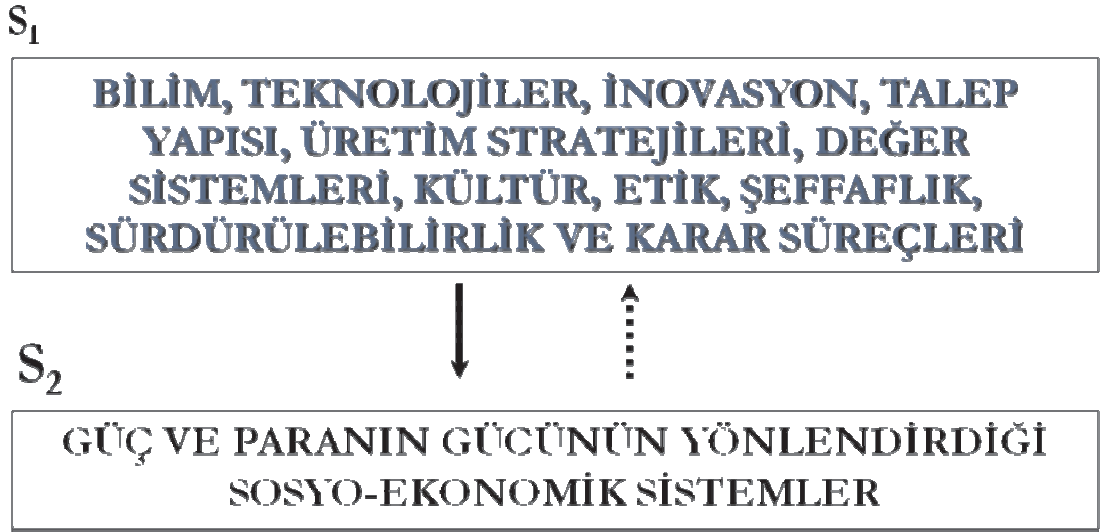 S1
BİLİM, TEKNOLOJİLER, İNOVASYON, TALEP
YAPISI, ÜRETİM STRATEJİLERİ, DEĞER
SİSTEMLERİ, KÜLTÜR, ETİK, ŞEFFAFLIK,
SÜRDÜRÜLEBİLİRLİK VE KARAR SÜREÇLERİ
S2
GÜÇ VE PARANIN GÜCÜNÜN YÖNLENDİRDİĞİ
SOSYO-EKONOMİK SİSTEMLER